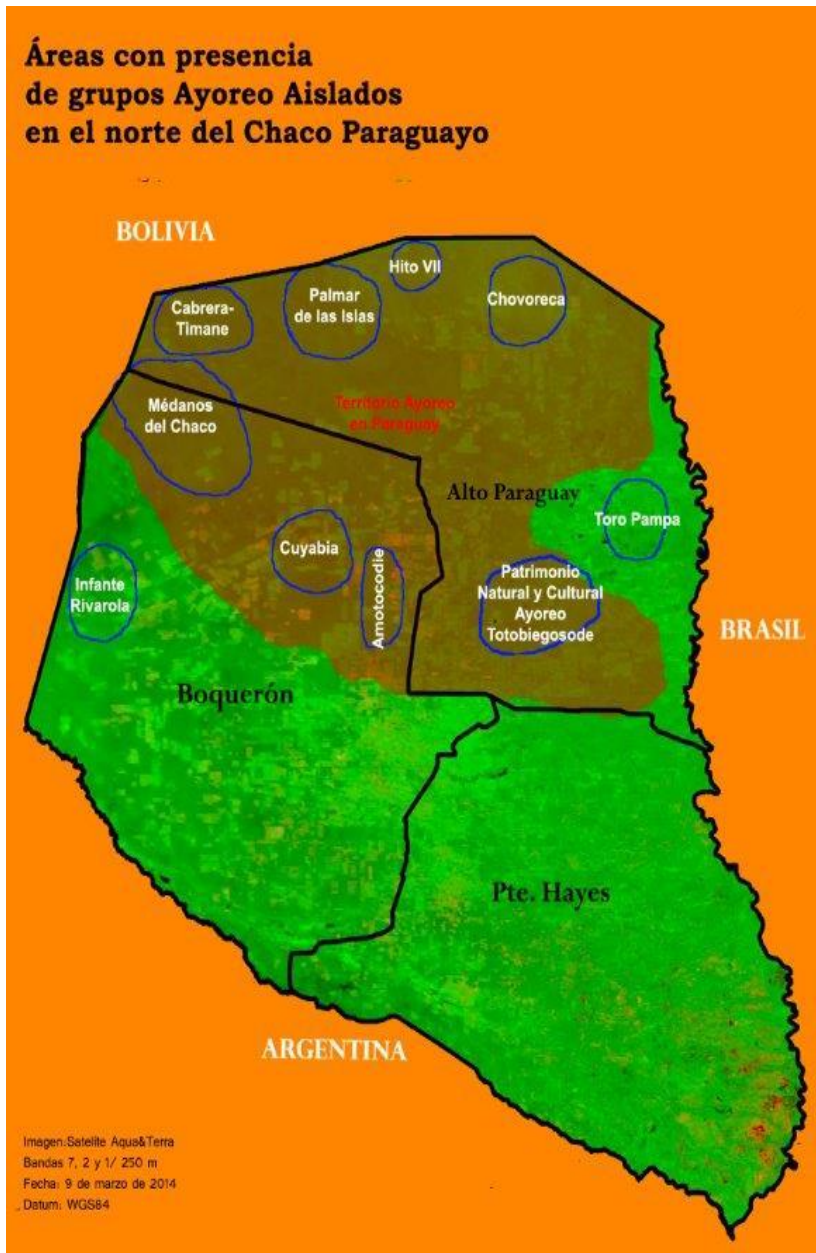 Áreas con presencia
de grupos Ayoreo Aislados
en el norte del Chaco Paraguayo
BOLIVIA
Hito VII
Cabrera-
Timane
Palmar
de las Islas
Chovoreca
Médanos
del Chaco
Territorio Ayoreo
en Paraguay
Alto Paraguay
Toro Pampa
Cuyabia
Amotocodie
Infante
Rivarola
Patrimonio
Natural y Cultural
Ayoreo
Totobiegosode
BRASIL
Boquerón
Pte. Hayes
ARGENTINA
Imagen:Satelite Aqua&Terra
Bandas 7, 2 y 1/ 250 m
Fecha: 9 de marzo de 2014
Datum: WGS84